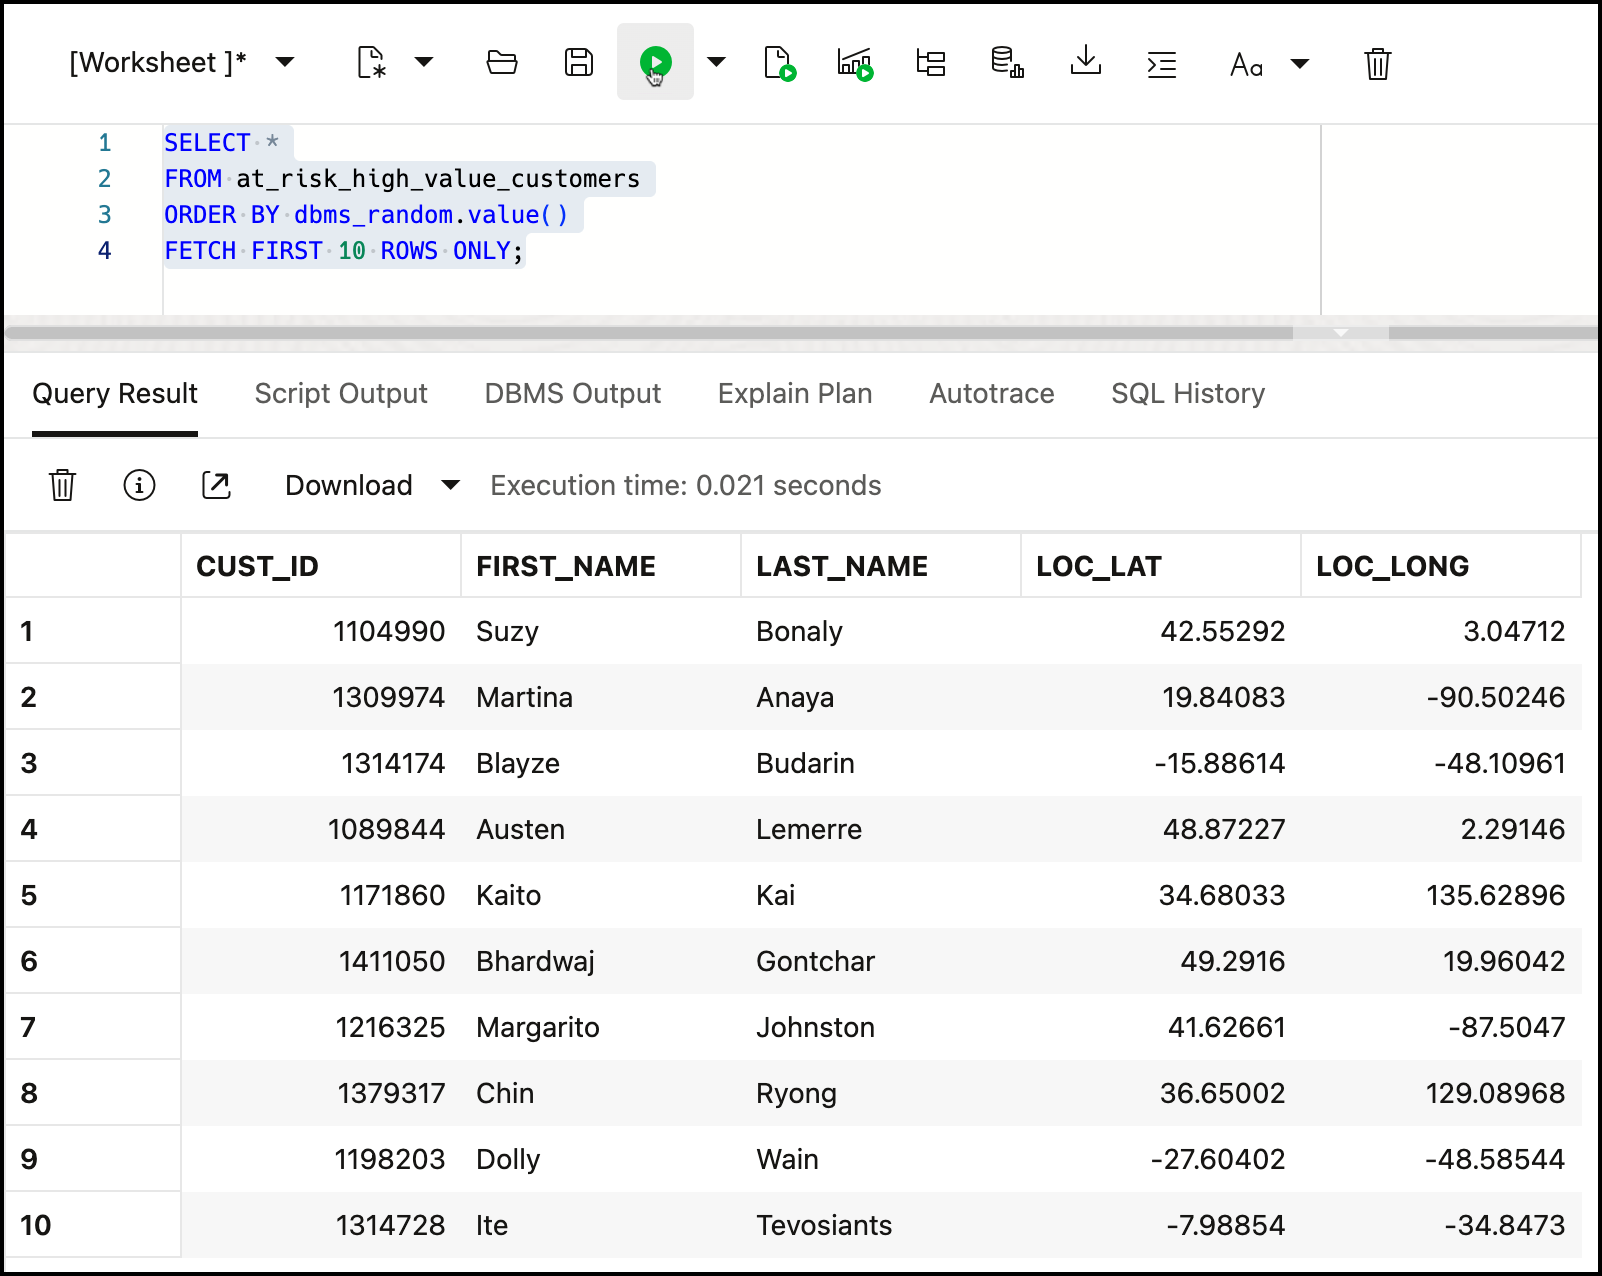 [Worksheet ]*
Aa
1 SELECT *
2 FROM at_risk_high_value_customers
3 ORDER BY dbms_random.value()
4 FETCH FIRST 10 ROWS ONLY;
Query Result Script Output DBMS Output Explain Plan Autotrace SQL History
Download Execution time: 0.021 seconds
CUST_ID FIRST_NAME LAST_NAME LOC_LAT LOC_LONG
1 1104990 Suzy Bonaly 42.55292 3.04712
2 1309974 Martina Anaya 19.84083 -90.50246
3 1314174 Blayze Budarin -15.88614 -48.10961
4 1089844 Austen Lemerre 48.87227 2.29146
5 1171860 Kaito Kai 34.68033 135.62896
6 1411050 Bhardwaj Gontchar 49.2916 19.96042
7 1216325 Margarito Johnston 41.62661 -87.5047
8 1379317 Chin Ryong 36.65002 129.08968
9 1198203 Dolly Wain -27.60402 -48.58544
10 1314728 Ite Tevosiants -7.98854 -34.8473